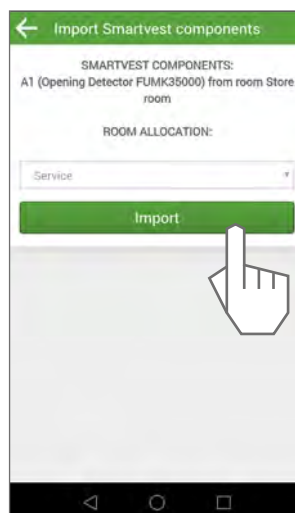 Import Smartvest components
SMARTVEST COMPONENTS:
A1 (Opening Detector FUMK35000) from room Store
room
ROOM ALLOCATION:
Service
Import